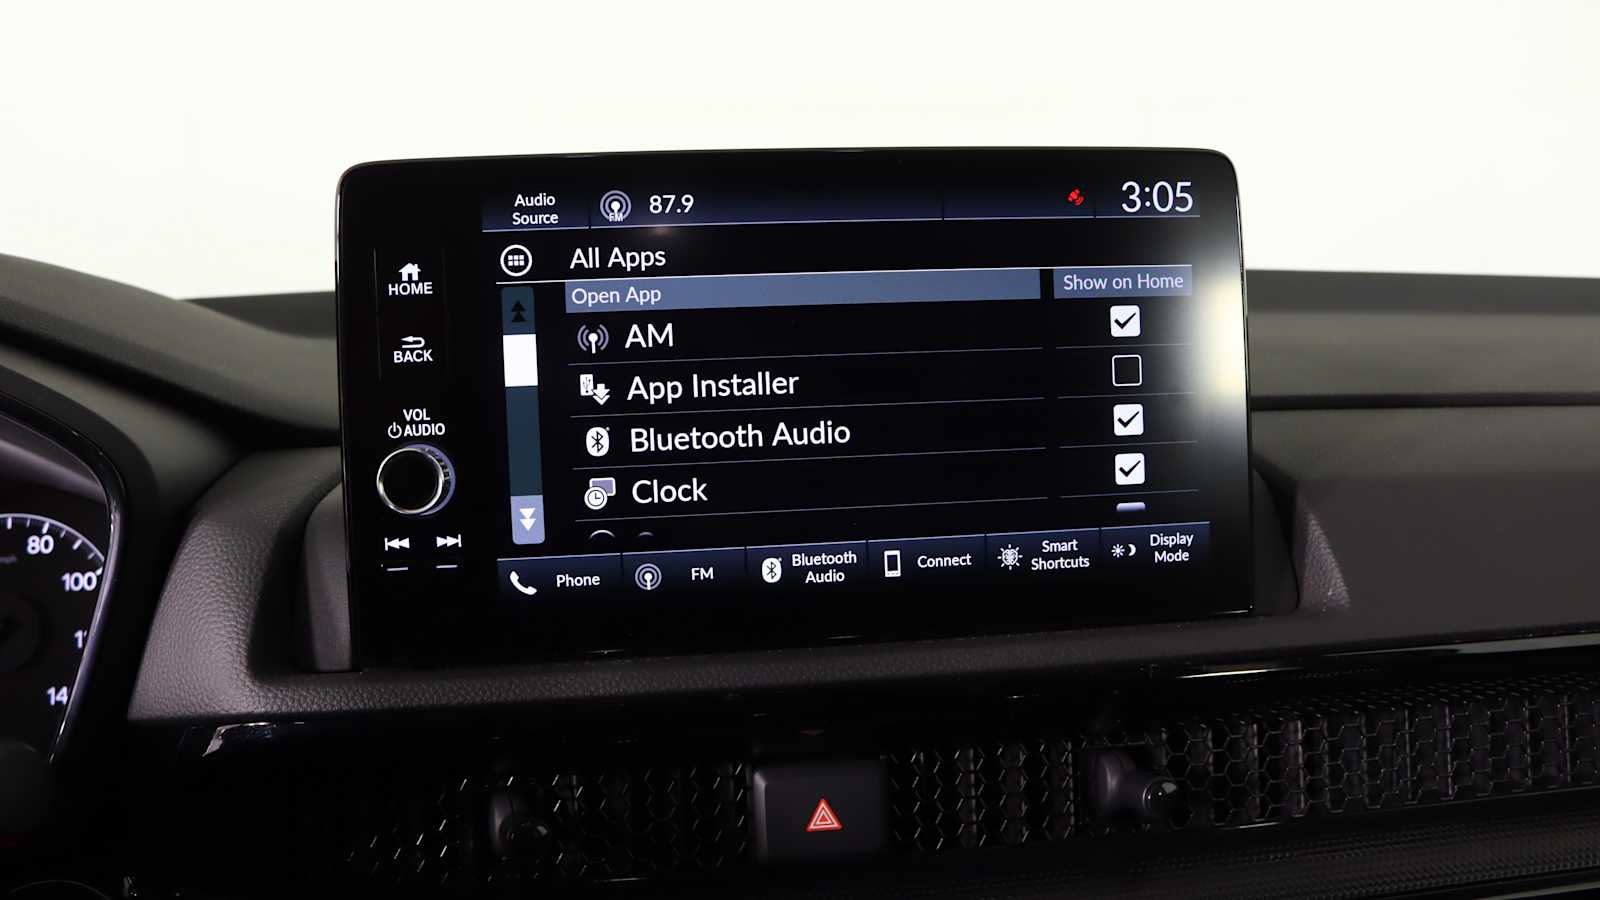 Audio
Source
FM
87.9
3:05
All Apps
Open App
Show on Home
AM
App Installer
Bluetooth Audio
Clock
Phone
FM
Bluetooth
Audio
Connect
Smart
Shortcuts
Display
Mode
HOME
BACK
VOL
AUDIO
80
100